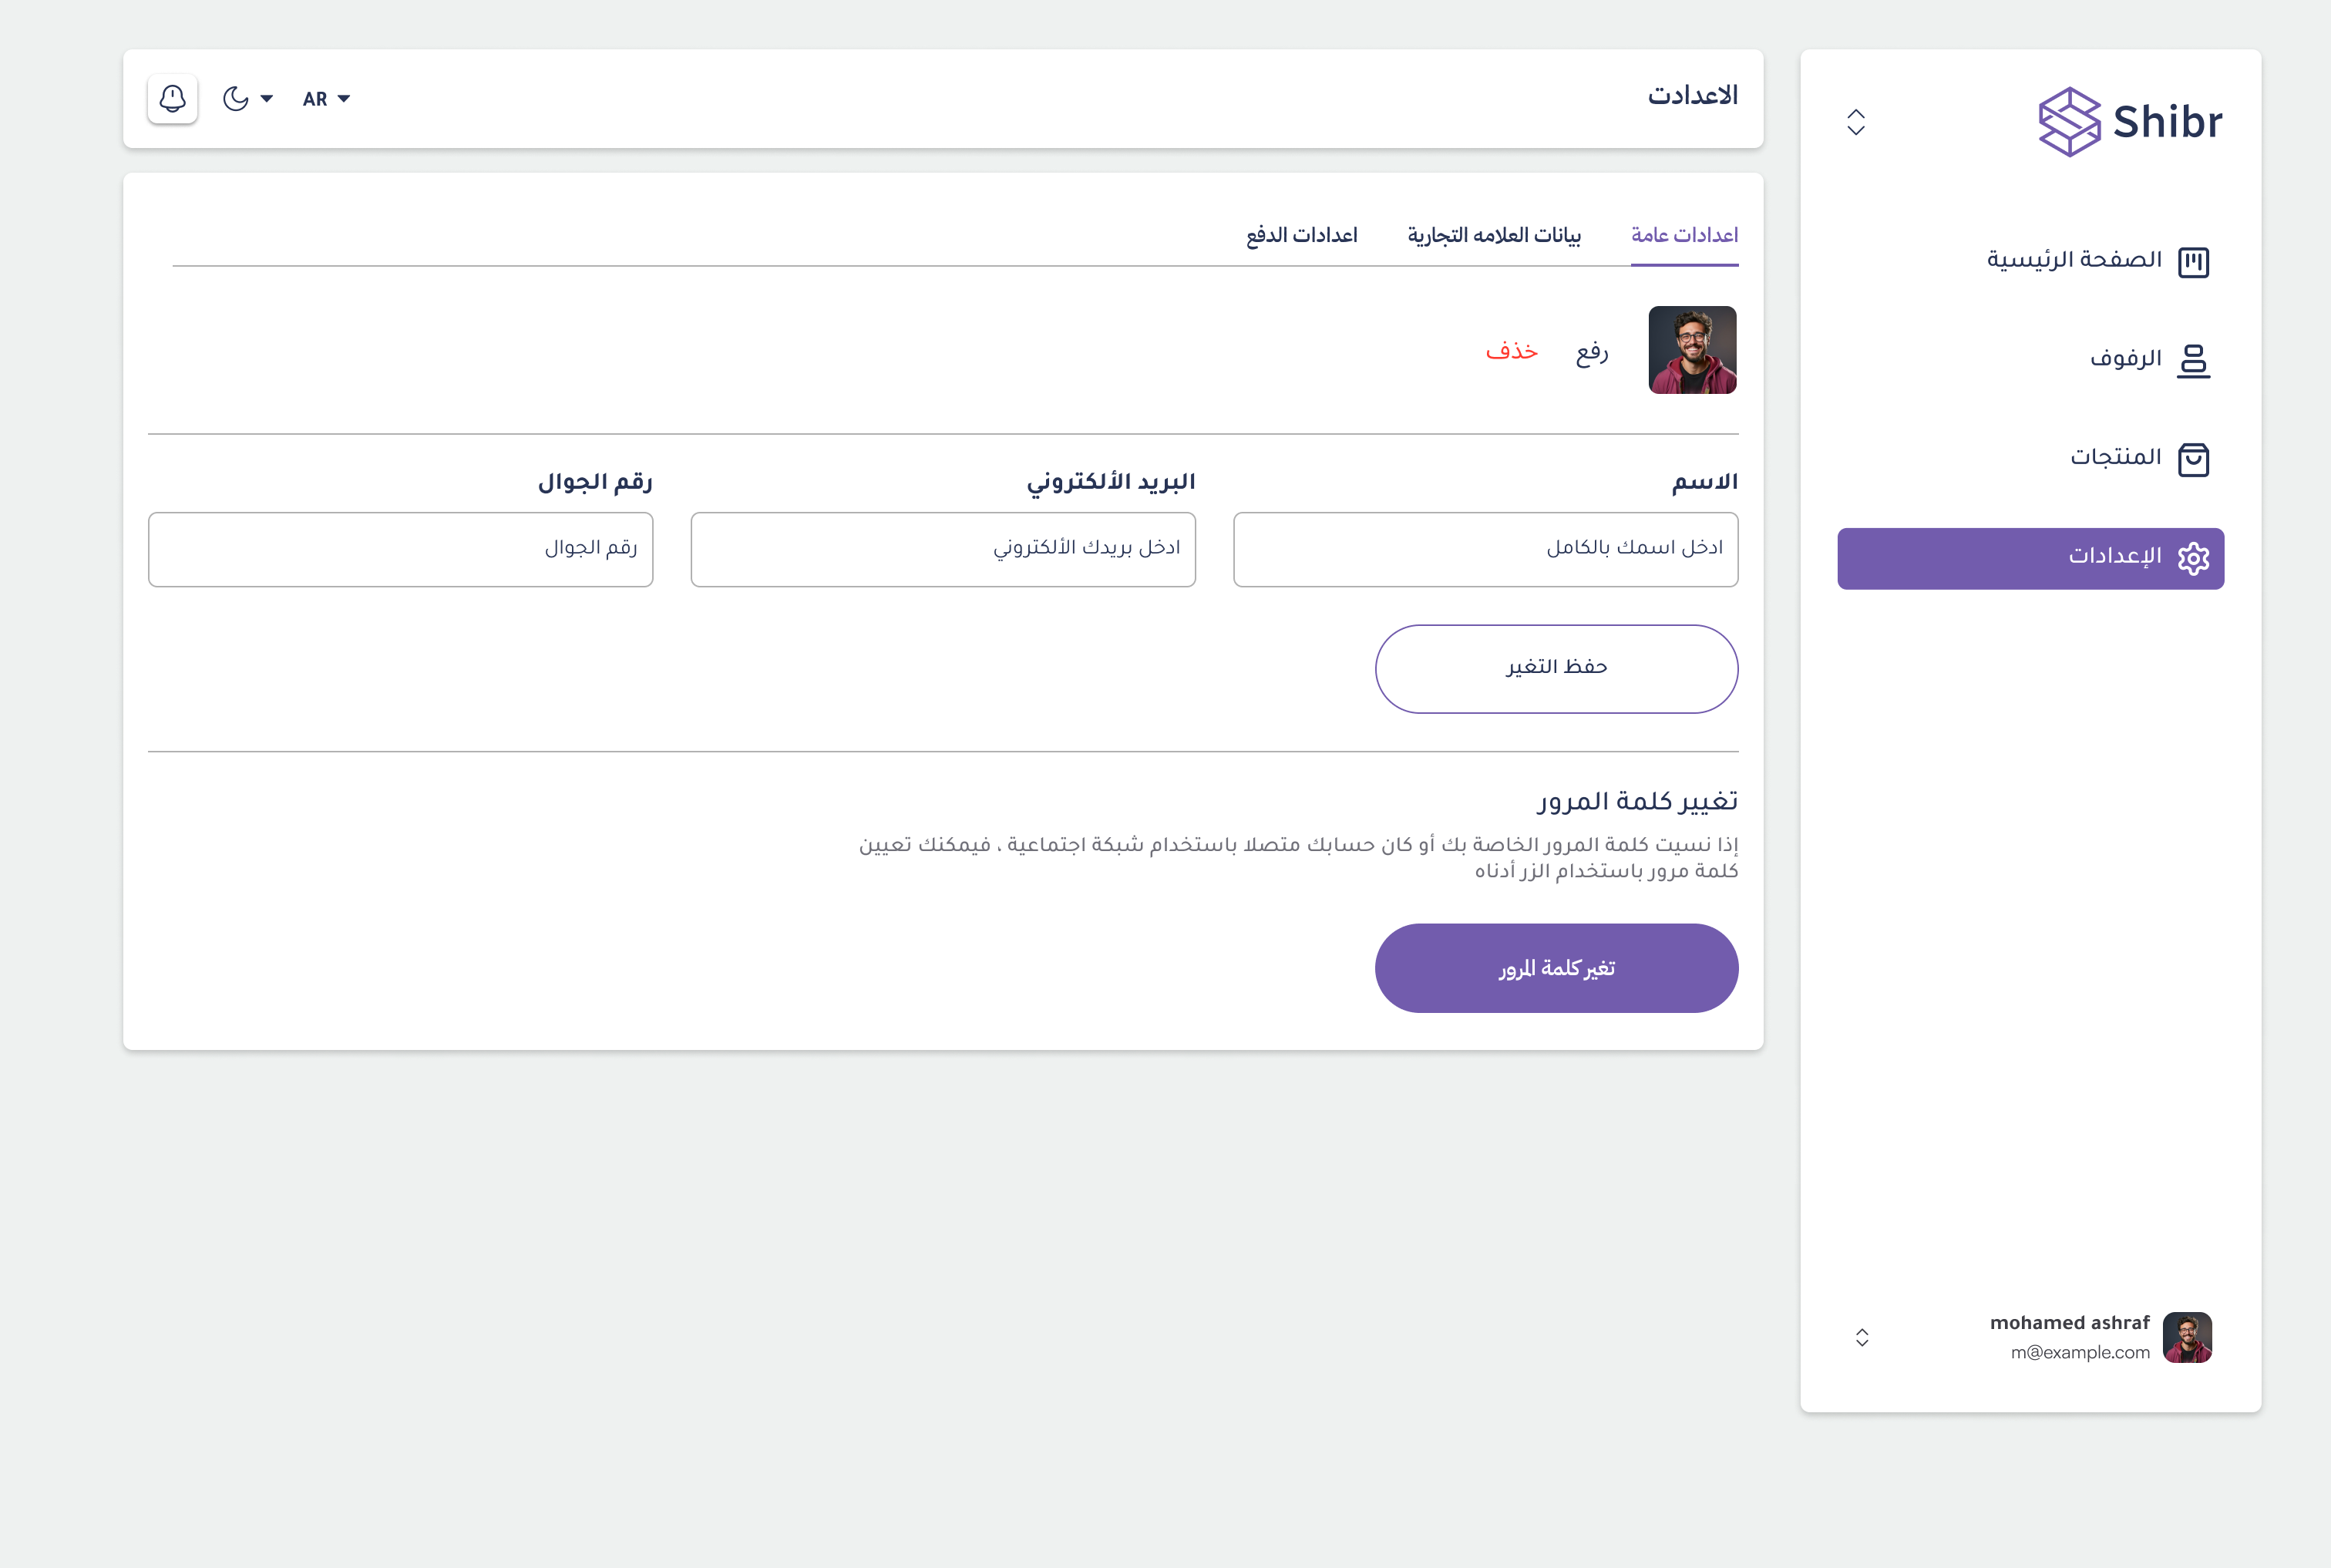 Shibr
الصفحة الرئيسية
الرفوف
المنتجات
الإعدادات
mohamed ashraf
m@example.com
الاعدادت
AR
اعدادات عامة
بيانات العلامه التجارية
اعدادات الدفع
رفع
خذف
الاسم
البريد الألكتروني
رقم الجوال
ادخل اسمك بالكامل
ادخل بريدك الألكتروني
رقم الجوال
حفظ التغير
تغيير كلمة المرور
إذا نسيت كلمة المرور الخاصة بك أو كان حسابك متصلا باستخدام شبكة اجتماعية ، فيمكنك تعيين
كلمة مرور باستخدام الزر أدناه
تغير كلمة المرور